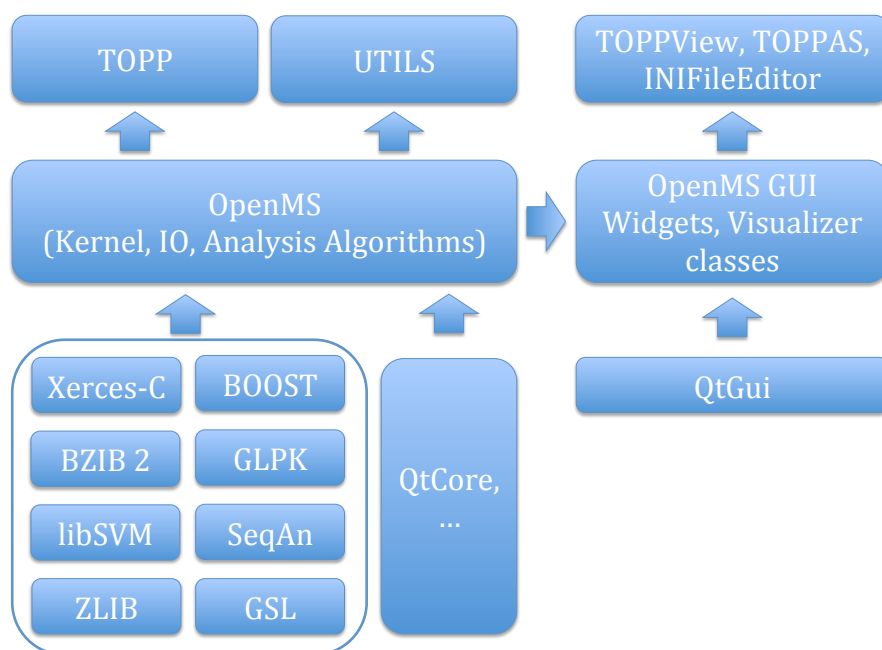 TOPP
UTILS
TOPPView, TOPPAS,
INIFileEditor
OpenMS
(Kernel, IO, Analysis Algorithms)
OpenMS GUI
Widgets, Visualizer
classes
Xerces-C
BOOST
BZIB 2
GLPK
libSVM
SeqAn
ZLIB
GSL
QtCore,
...
QtGui